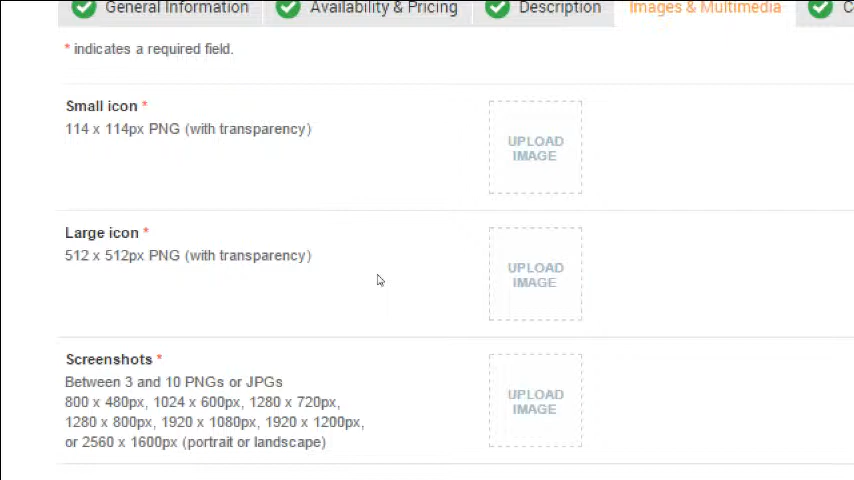 General Information Availability & Pricing Description Images & Multimedia C
* indicates a required field.
Small icon *
114 x 114px PNG (with transparency)
UPLOAD
IMAGE
Large icon *
512 x 512px PNG (with transparency)
UPLOAD
IMAGE
Screenshots *
Between 3 and 10 PNGs or JPGs
800 x 480px, 1024 x 600px, 1280 x 720px,
1280 x 800px, 1920 x 1080px, 1920 x 1200px,
or 2560 x 1600px (portrait or landscape)
UPLOAD
IMAGE